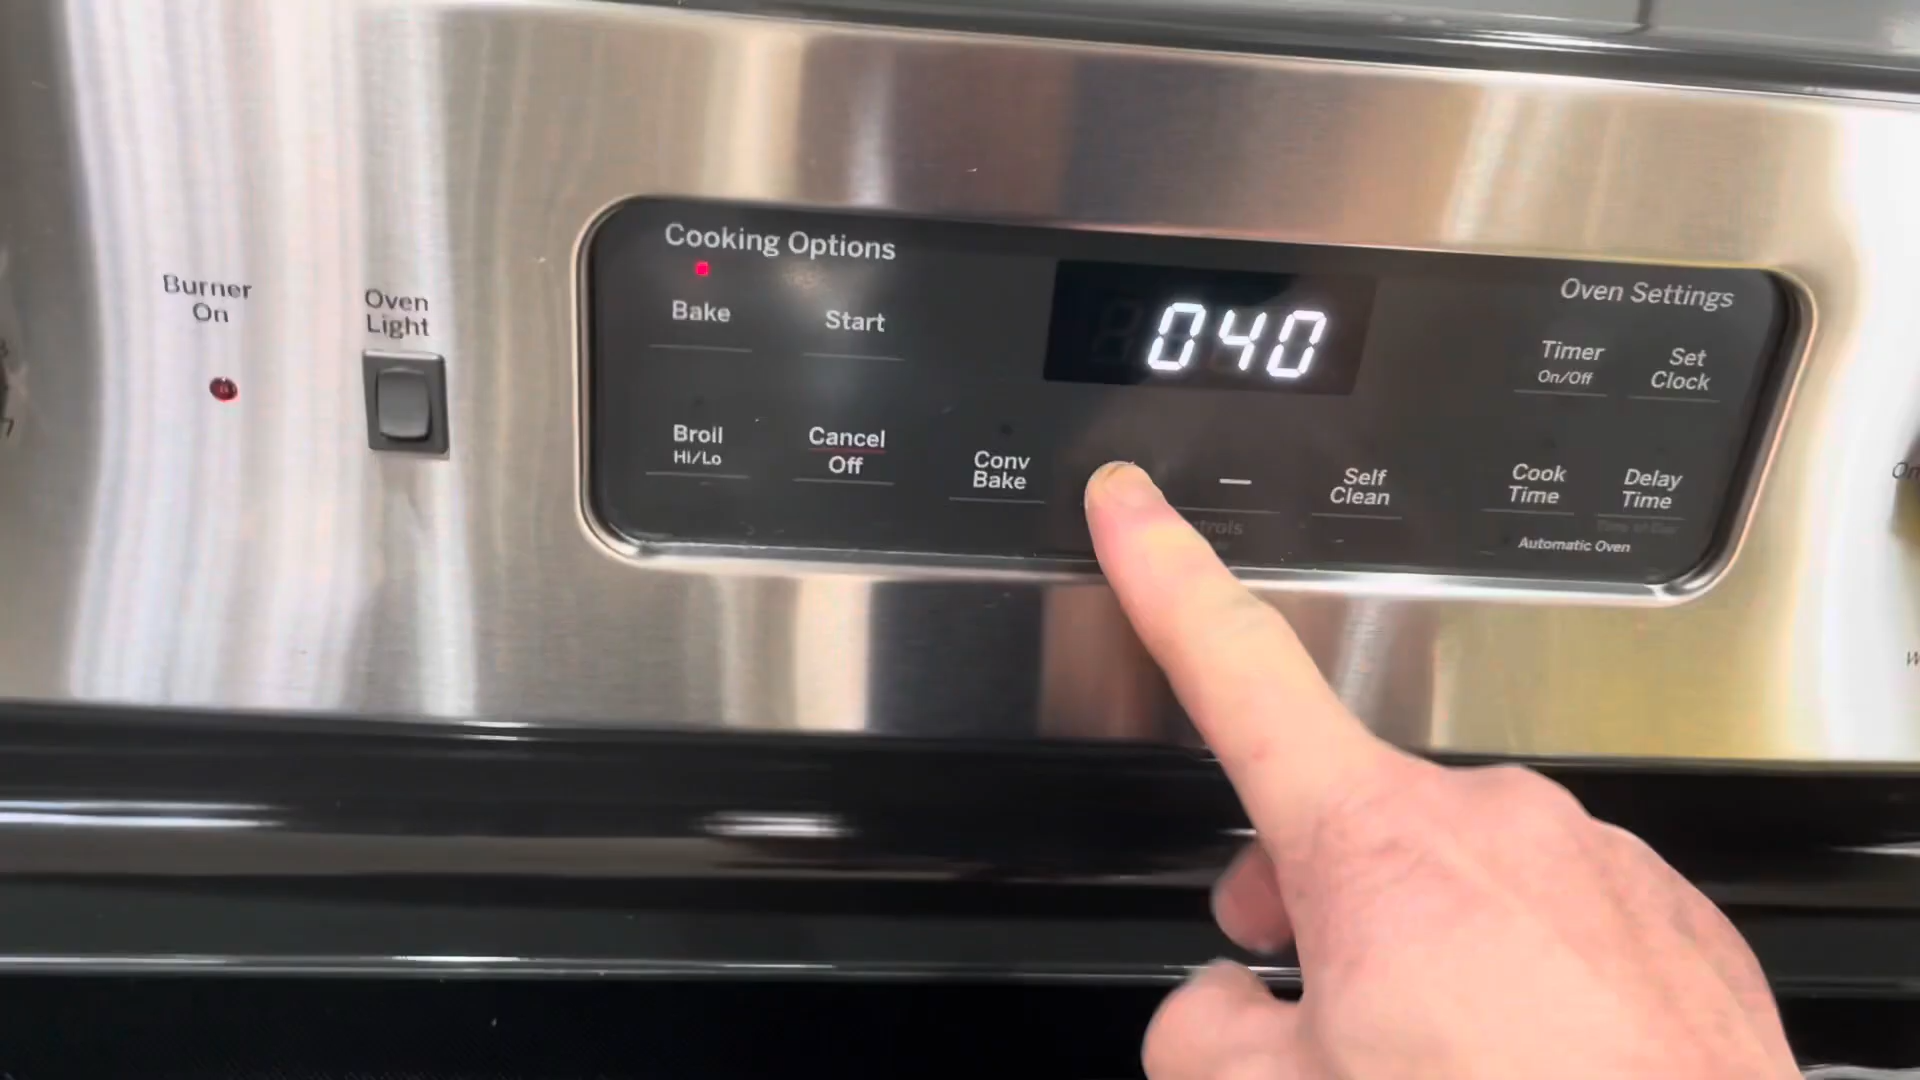 Burner
On
Oven
Light
Cooking Options
Bake
Start
Broil
Hi/Lo
Cancel
Off
Conv
Bake
040
—
Self
Clean
Oven Settings
Timer
On/Off
Set
Clock
Cook
Time
Delay
Time
Automatic Oven